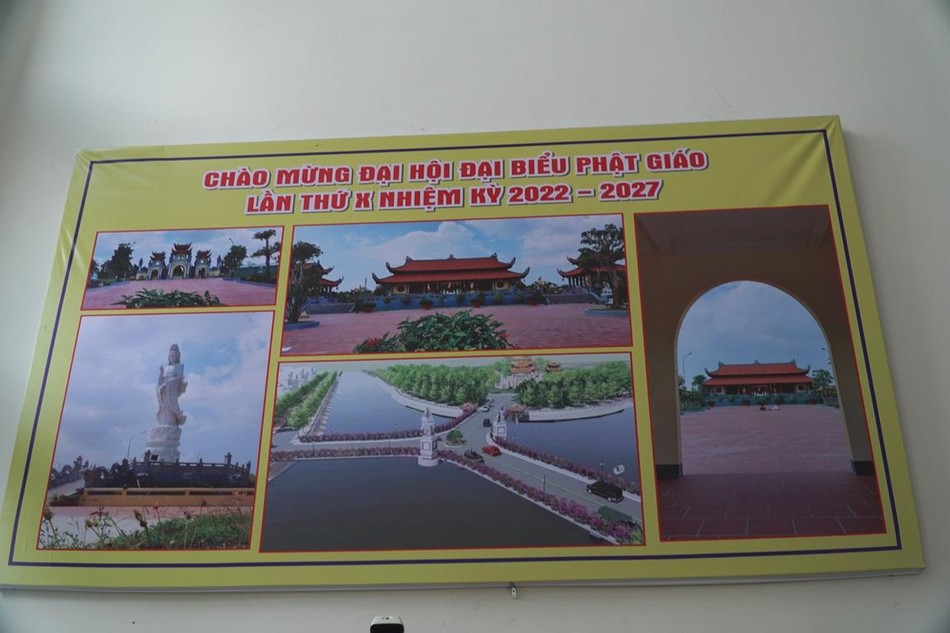 CHÀO MỪNG ĐẠI HỘI ĐẠI BIỂU PHẬT GIÁO
LẦN THỨ X NHIỆM KỲ 2022 - 2027